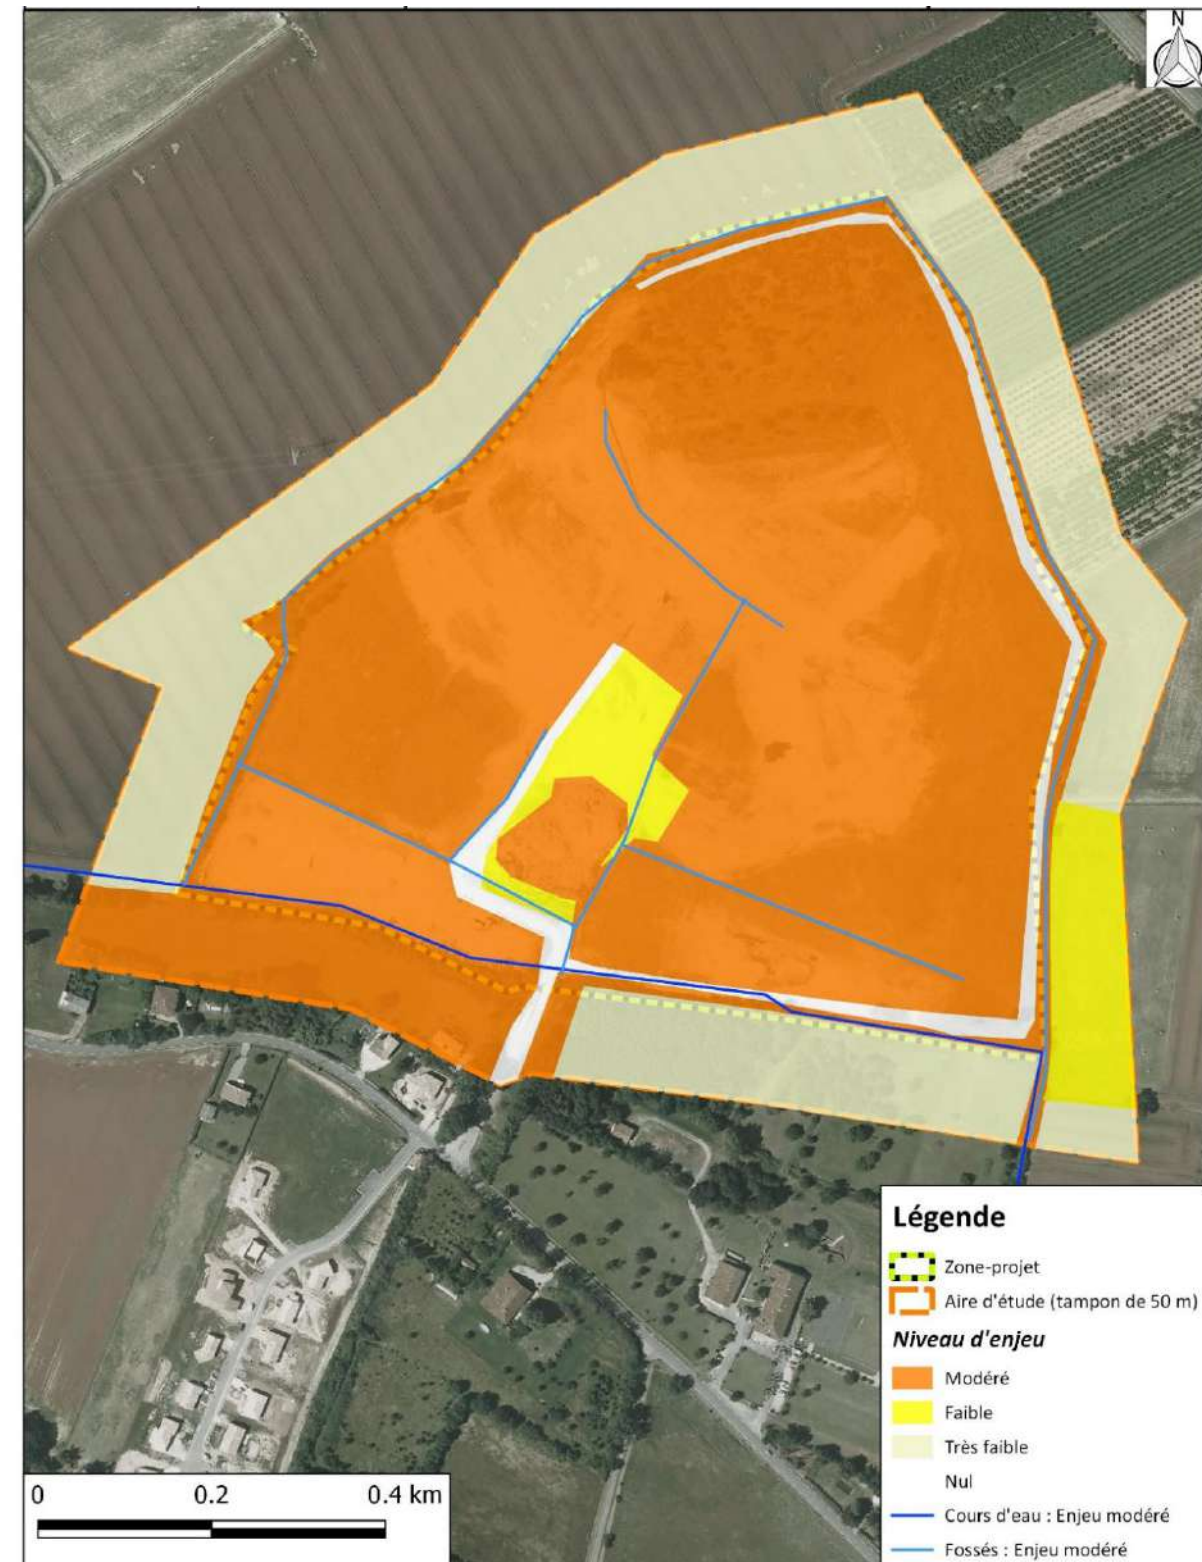 N
Légende
Zone-projet
Aire d'étude (tampon de 50 m)
Niveau d'enjeu
Modéré
Faible
Très faible
Nul
Cours d'eau : Enjeu modéré
Fossés : Enjeu modéré
0 0.2 0.4 km